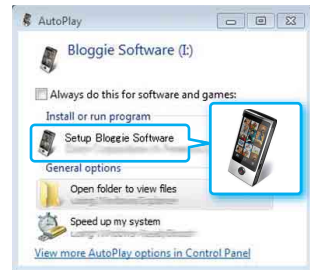 AutoPlay
Bloggie Software (I:)
Always do this for software and games:
Install or run program
Setup Bloggie Software
General options
Open folder to view files
Speed up my system
View more AutoPlay options in Control Panel